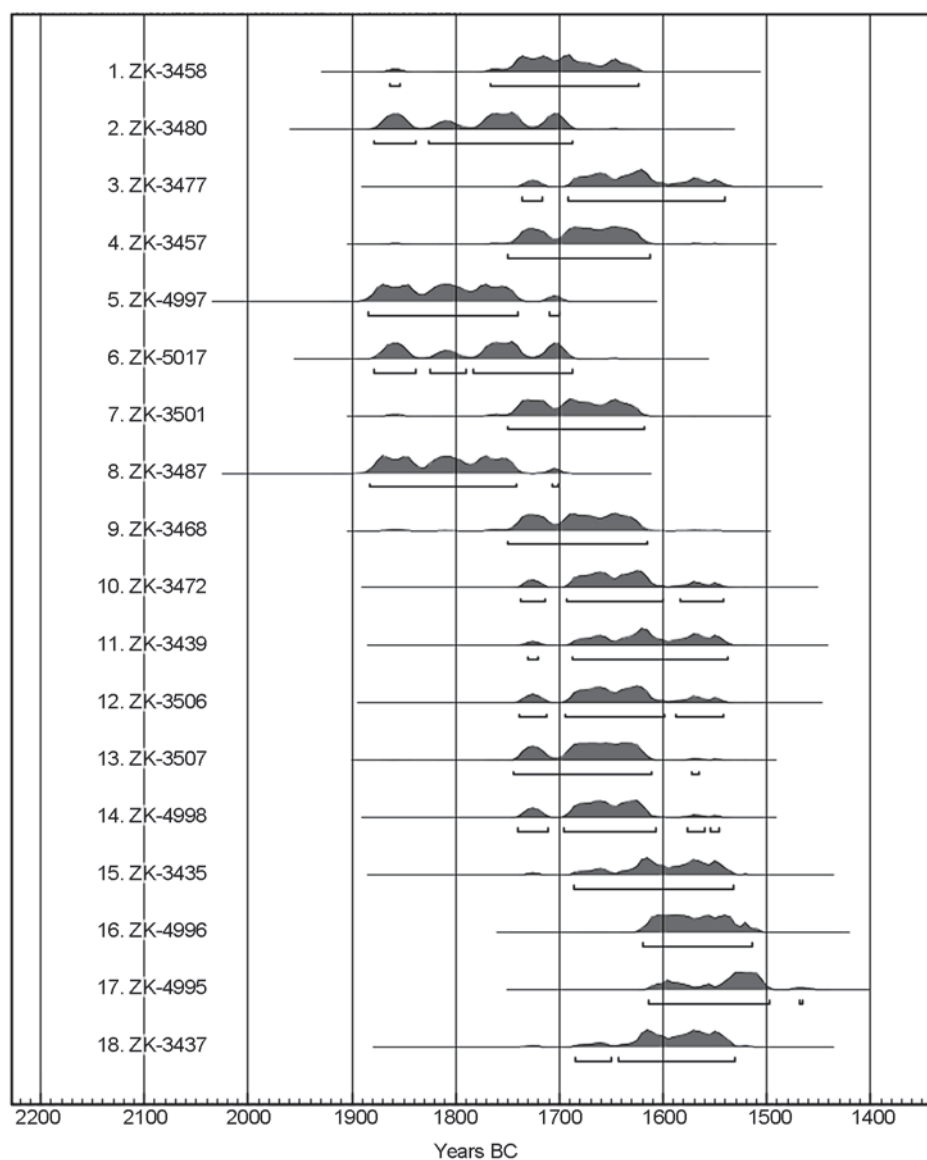 1. ZK-3458
2. ZK-3480
3. ZK-3477
4. ZK-3457
5. ZK-4997
6. ZK-5017
7. ZK-3501
8. ZK-3487
9. ZK-3468
10. ZK-3472
11. ZK-3439
12. ZK-3506
13. ZK-3507
14. ZK-4998
15. ZK-3435
16. ZK-4996
17. ZK-4995
18. ZK-3437
2200 2100 2000 1900 1800 1700 1600 1500 1400
Years BC